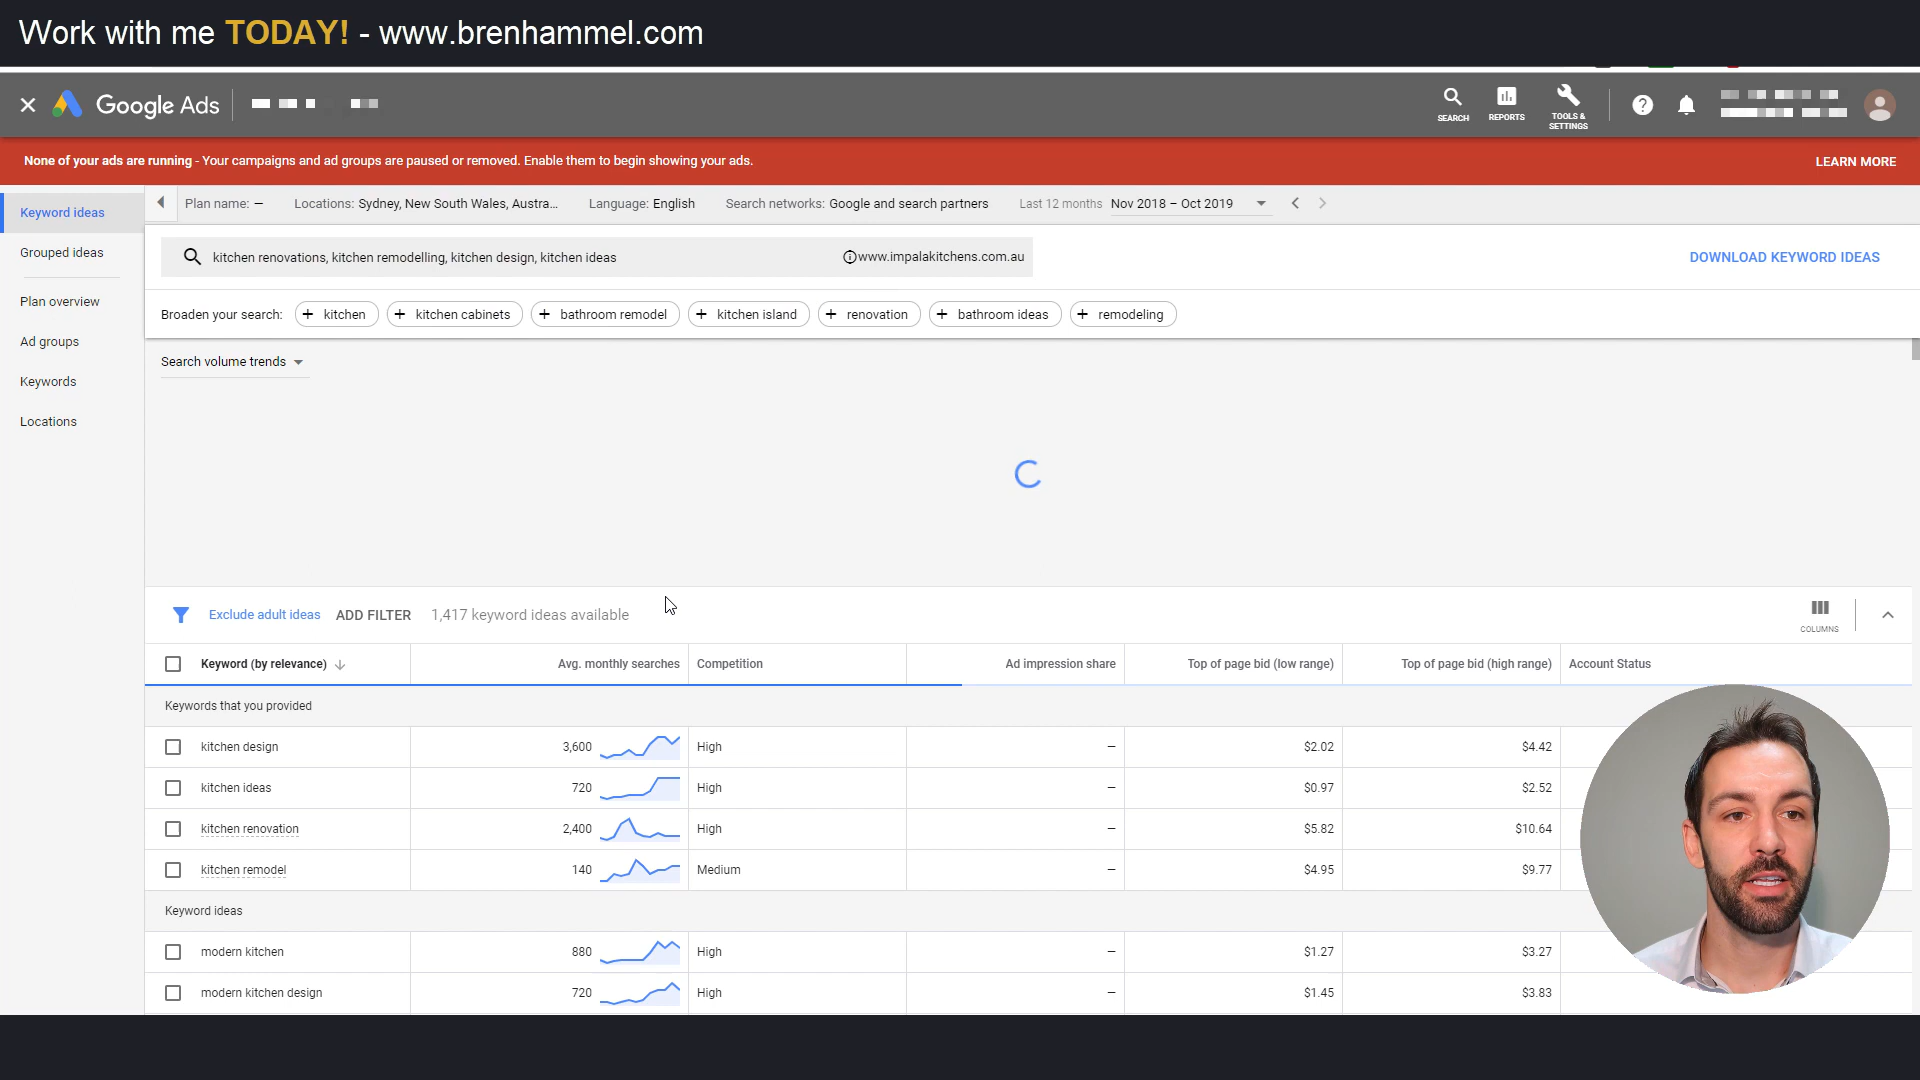 Work with me TODAY! - www.brenhammel.com
Google Ads
SEARCH
REPORTS
TOOLS & SETTINGS
None of your ads are running - Your campaigns and ad groups are paused or removed. Enable them to begin showing your ads.
LEARN MORE
Keyword ideas
Grouped ideas
Plan overview
Ad groups
Keywords
Locations
Plan name: – Locations: Sydney, New South Wales, Austra... Language: English Search networks: Google and search partners Last 12 months Nov 2018 – Oct 2019
kitchen renovations, kitchen remodelling, kitchen design, kitchen ideas www.impalakitchens.com.au
DOWNLOAD KEYWORD IDEAS
Broaden your search: + kitchen + kitchen cabinets + bathroom remodel + kitchen island + renovation + bathroom ideas + remodeling
Search volume trends
Exclude adult ideas ADD FILTER 1,417 keyword ideas available
COLUMNS
Keyword (by relevance) Avg. monthly searches Competition Ad impression share Top of page bid (low range) Top of page bid (high range) Account Status
Keywords that you provided
kitchen design 3,600 High – $2.02 $4.42
kitchen ideas 720 High – $0.97 $2.52
kitchen renovation 2,400 High – $5.82 $10.64
kitchen remodel 140 Medium – $4.95 $9.77
Keyword ideas
modern kitchen 880 High – $1.27 $3.27
modern kitchen design 720 High – $1.45 $3.83